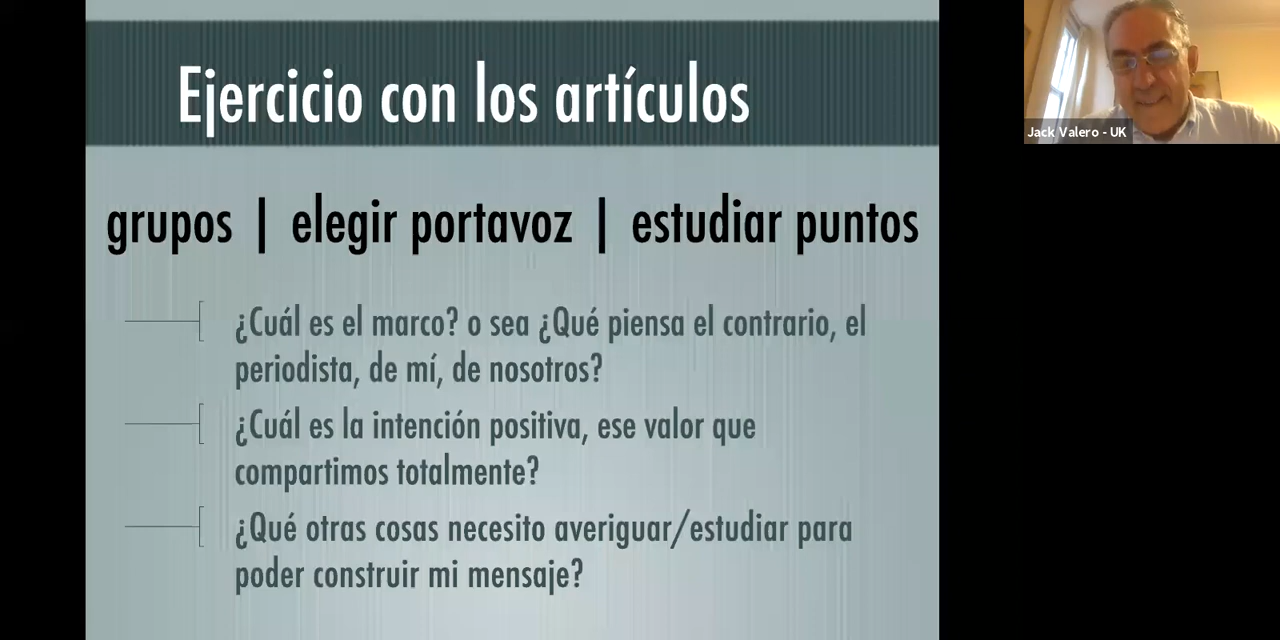 Ejercicio con los artículos
grupos | elegir portavoz | estudiar puntos
¿Cuál es el marco? o sea ¿Qué piensa el contrario, el
periodista, de mí, de nosotros?
¿Cuál es la intención positiva, ese valor que
compartimos totalmente?
¿Qué otras cosas necesito averiguar/estudiar para
poder construir mi mensaje?
Jack Valero - UK